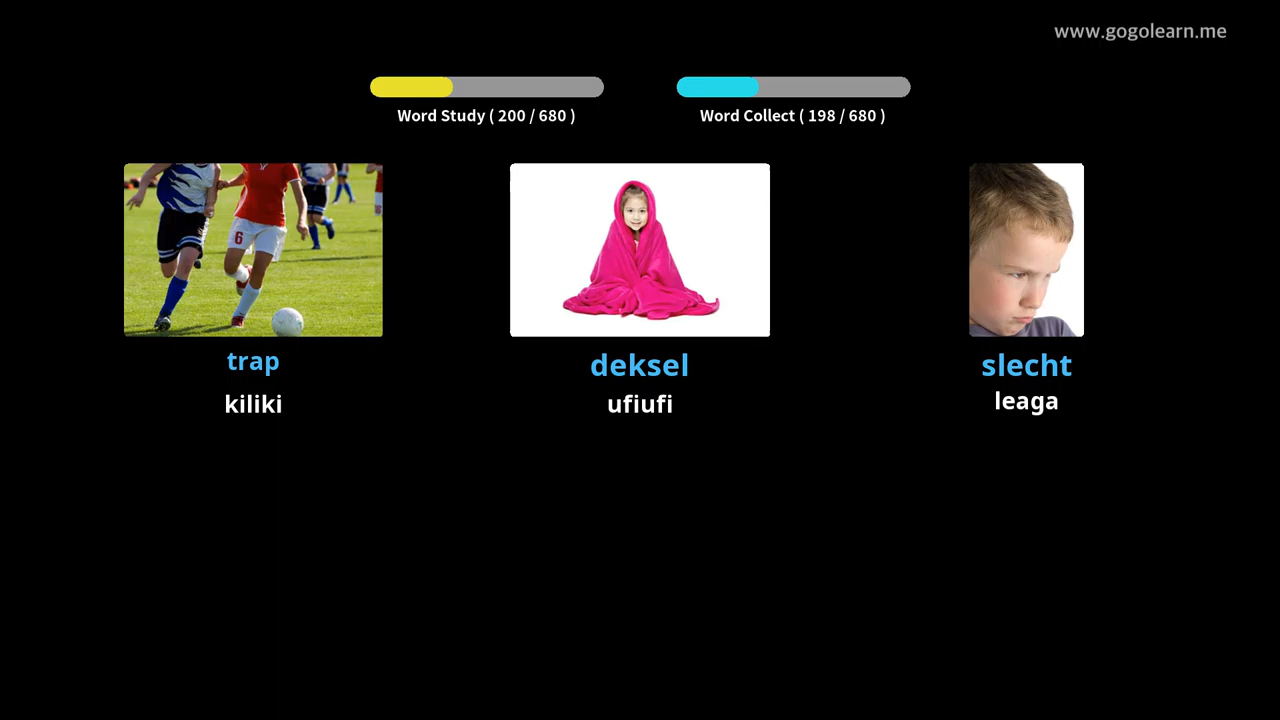 www.gogolearn.me
Word Study ( 200 / 680 )
Word Collect ( 198 / 680 )
6
trap
deksel
slecht
kiliki
ufiufi
leaga